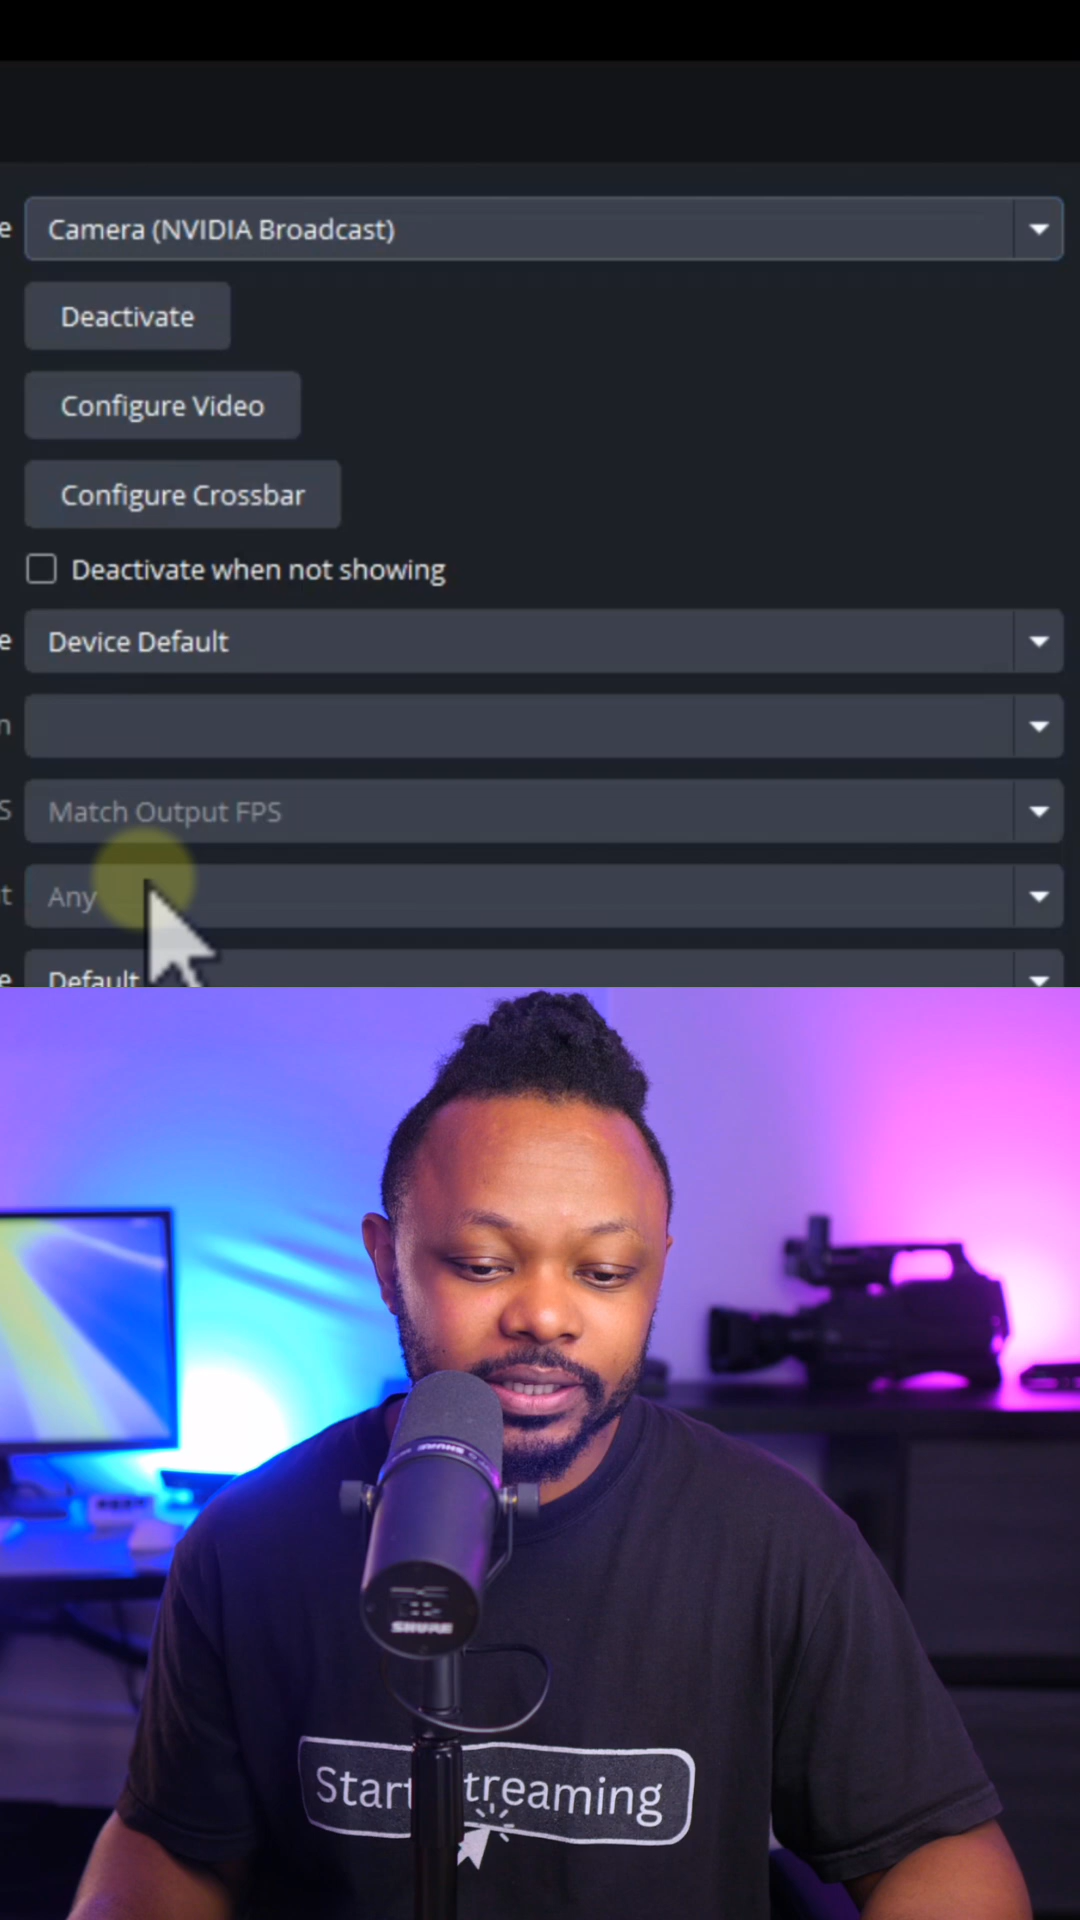 e Camera (NVIDIA Broadcast)
Deactivate
Configure Video
Configure Crossbar
Deactivate when not showing
e Device Default
n
S Match Output FPS
t Any
e Default
SHURE
Start treaming